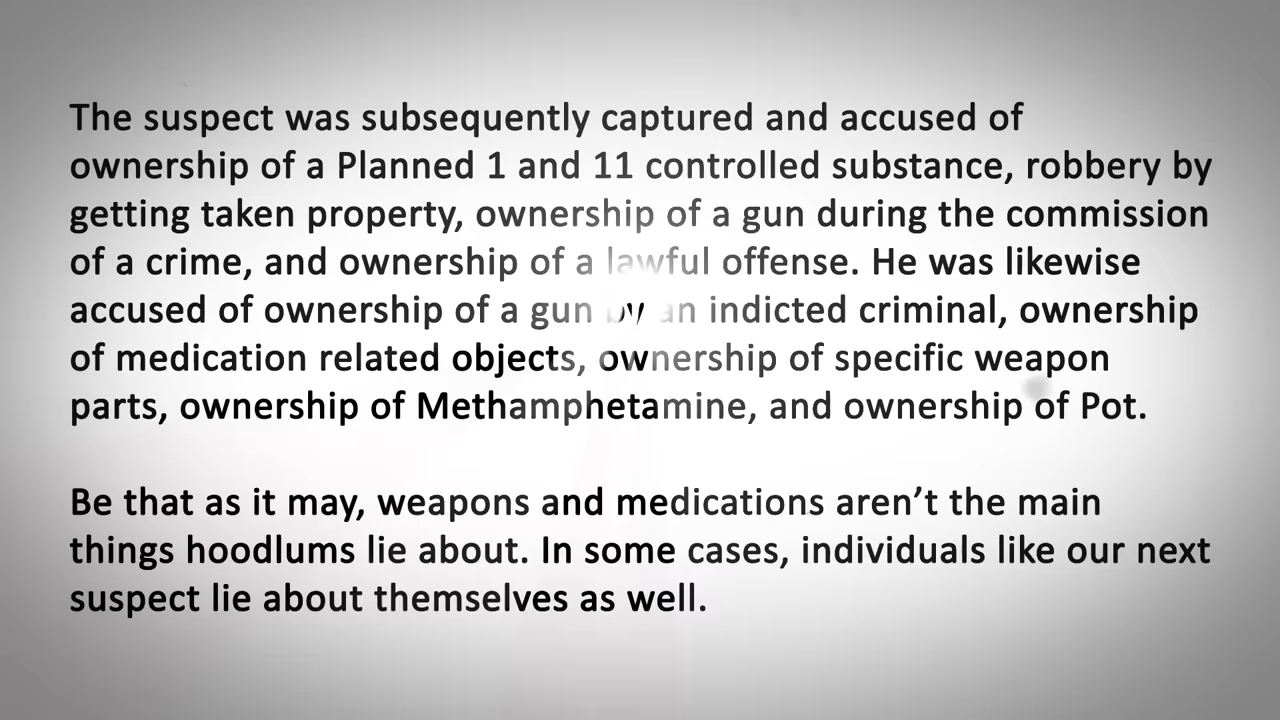 The suspect was subsequently captured and accused of
ownership of a Planned 1 and 11 controlled substance, robbery by
getting taken property, ownership of a gun during the commission
of a crime, and ownership of a lawful offense. He was likewise
accused of ownership of a gun by an indicted criminal, ownership
of medication related objects, ownership of specific weapon
parts, ownership of Methamphetamine, and ownership of Pot.
Be that as it may, weapons and medications aren’t the main
things hoodlums lie about. In some cases, individuals like our next
suspect lie about themselves as well.